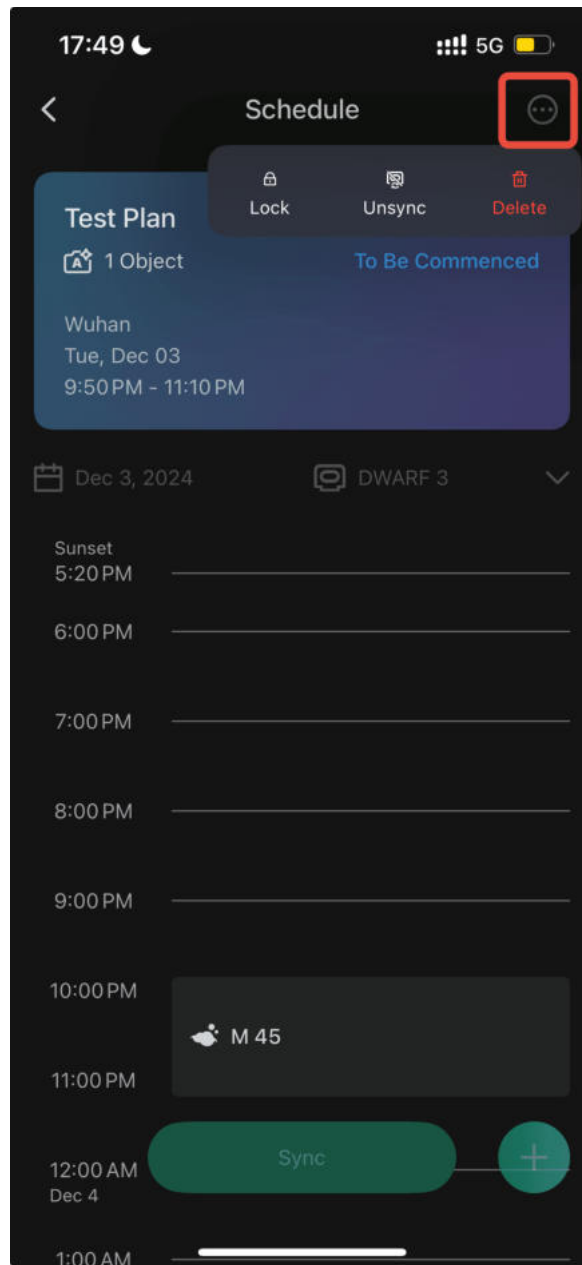 17:49
5G
Schedule
Lock Unsync Delete
Test Plan
1 Object To Be Commenced
Wuhan
Tue, Dec 03
9:50 PM - 11:10 PM
Dec 3, 2024 DWARF 3
Sunset
5:20 PM
6:00 PM
7:00 PM
8:00 PM
9:00 PM
10:00 PM
M 45
11:00 PM
Sync
12:00 AM
Dec 4
1:00 AM